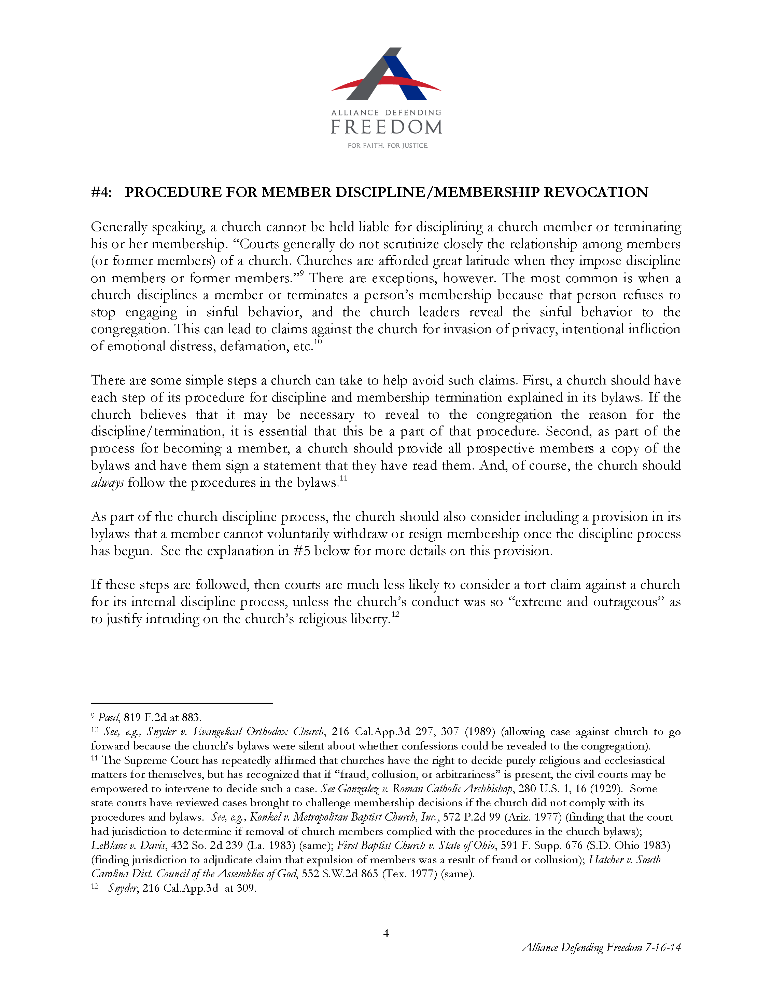 ALLIANCE DEFENDING
FREEDOM
FOR FAITH. FOR JUSTICE.
#4: PROCEDURE FOR MEMBER DISCIPLINE/MEMBERSHIP REVOCATION
Generally speaking, a church cannot be held liable for disciplining a church member or terminating
his or her membership. “Courts generally do not scrutinize closely the relationship among members
(or former members) of a church. Churches are afforded great latitude when they impose discipline
on members or former members.”9 There are exceptions, however. The most common is when a
church disciplines a member or terminates a person’s membership because that person refuses to
stop engaging in sinful behavior, and the church leaders reveal the sinful behavior to the
congregation. This can lead to claims against the church for invasion of privacy, intentional infliction
of emotional distress, defamation, etc.10
There are some simple steps a church can take to help avoid such claims. First, a church should have
each step of its procedure for discipline and membership termination explained in its bylaws. If the
church believes that it may be necessary to reveal to the congregation the reason for the
discipline/termination, it is essential that this be a part of that procedure. Second, as part of the
process for becoming a member, a church should provide all prospective members a copy of the
bylaws and have them sign a statement that they have read them. And, of course, the church should
always follow the procedures in the bylaws.11
As part of the church discipline process, the church should also consider including a provision in its
bylaws that a member cannot voluntarily withdraw or resign membership once the discipline process
has begun. See the explanation in #5 below for more details on this provision.
If these steps are followed, then courts are much less likely to consider a tort claim against a church
for its internal discipline process, unless the church’s conduct was so “extreme and outrageous” as
to justify intruding on the church’s religious liberty.12
9 Paul, 819 F.2d at 883.
10 See, e.g., Snyder v. Evangelical Orthodox Church, 216 Cal.App.3d 297, 307 (1989) (allowing case against church to go
forward because the church’s bylaws were silent about whether confessions could be revealed to the congregation).
11 The Supreme Court has repeatedly affirmed that churches have the right to decide purely religious and ecclesiastical
matters for themselves, but has recognized that if “fraud, collusion, or arbitrariness” is present, the civil courts may be
empowered to intervene to decide such a case. See Gonzalez v. Roman Catholic Archbishop, 280 U.S. 1, 16 (1929). Some
state courts have reviewed cases brought to challenge membership decisions if the church did not comply with its
procedures and bylaws. See, e.g., Konkel v. Metropolitan Baptist Church, Inc., 572 P.2d 99 (Ariz. 1977) (finding that the court
had jurisdiction to determine if removal of church members complied with the procedures in the church bylaws);
LeBlanc v. Davis, 432 So. 2d 239 (La. 1983) (same); First Baptist Church v. State of Ohio, 591 F. Supp. 676 (S.D. Ohio 1983)
(finding jurisdiction to adjudicate claim that expulsion of members was a result of fraud or collusion); Hatcher v. South
Carolina Dist. Council of the Assemblies of God, 552 S.W.2d 865 (Tex. 1977) (same).
12 Snyder, 216 Cal.App.3d at 309.
4
Alliance Defending Freedom 7-16-14